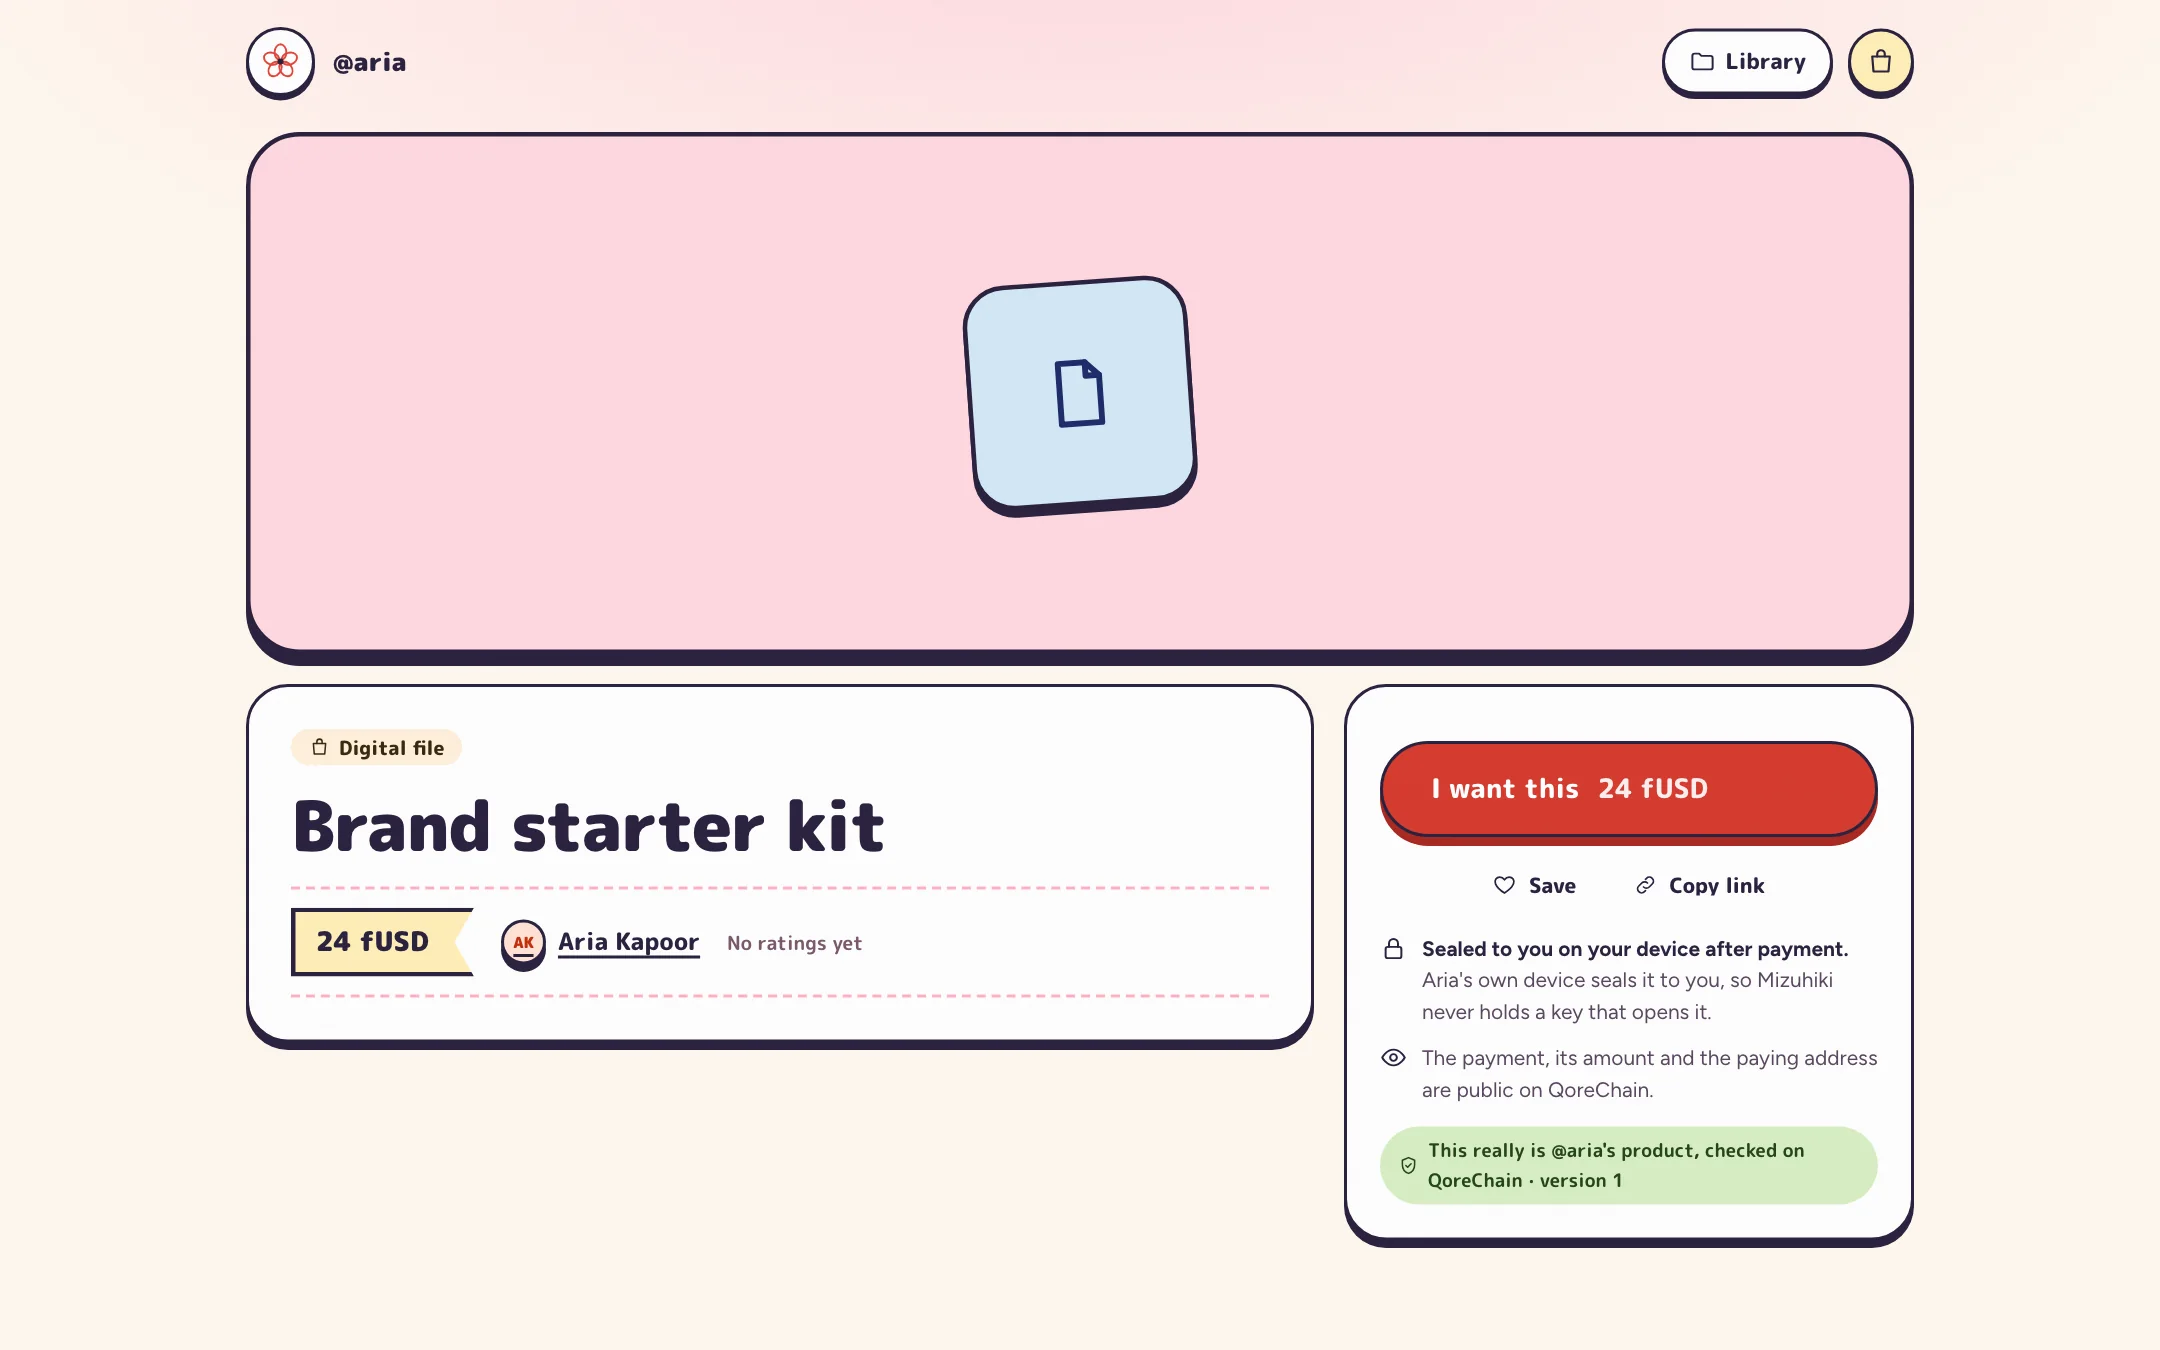 @aria
Library
Digital file
Brand starter kit
24 fUSD
AK
Aria Kapoor
No ratings yet
I want this 24 fUSD
Save
Copy link
Sealed to you on your device after payment.
Aria's own device seals it to you, so Mizuhiki
never holds a key that opens it.
The payment, its amount and the paying address
are public on QoreChain.
This really is @aria's product, checked on
QoreChain · version 1